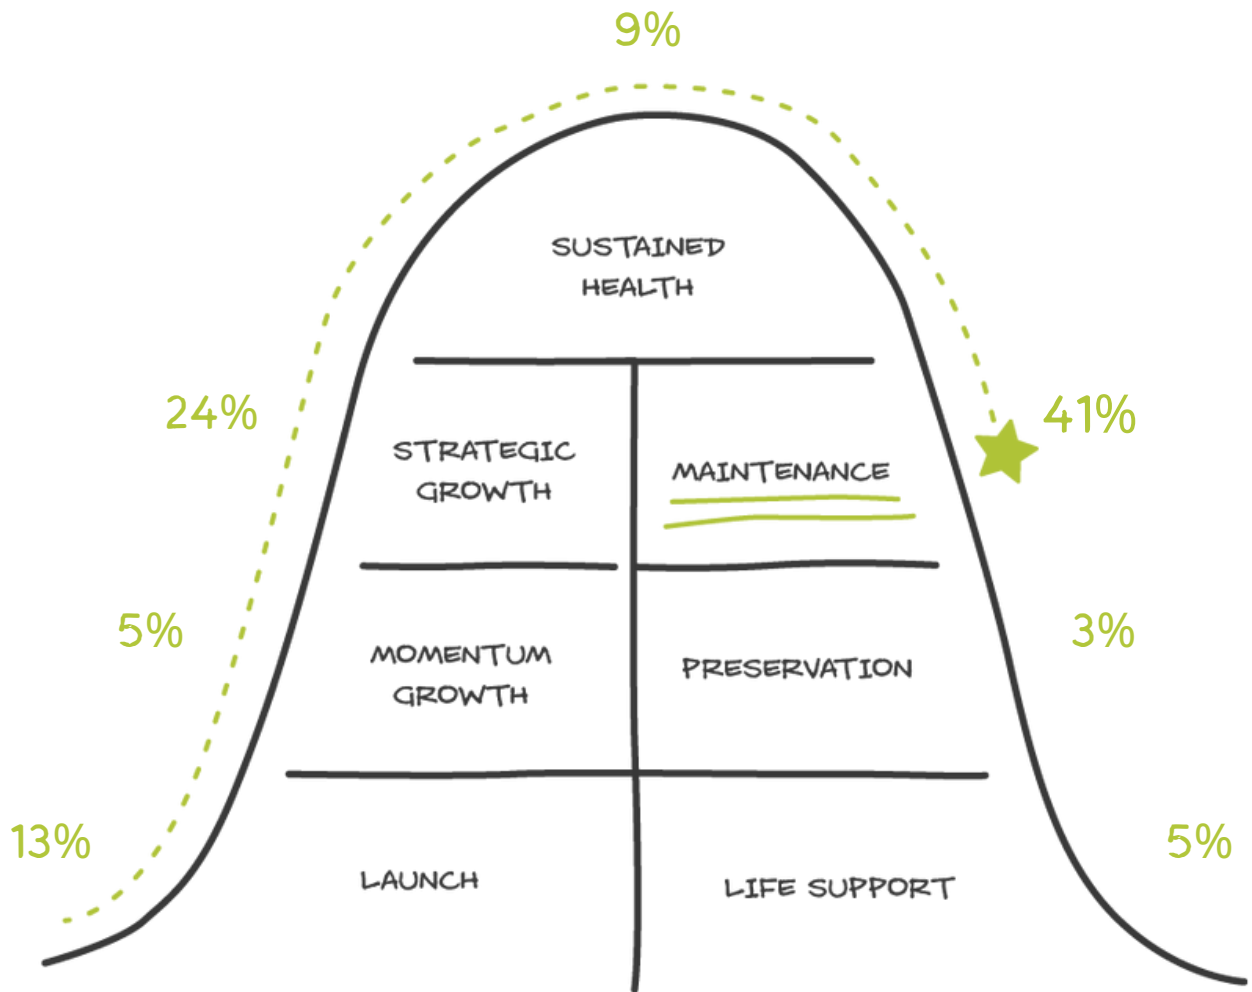 9%
SUSTAINED
HEALTH
24%
41%
STRATEGIC
GROWTH
MAINTENANCE
5%
3%
MOMENTUM
GROWTH
PRESERVATION
13%
5%
LAUNCH
LIFE SUPPORT